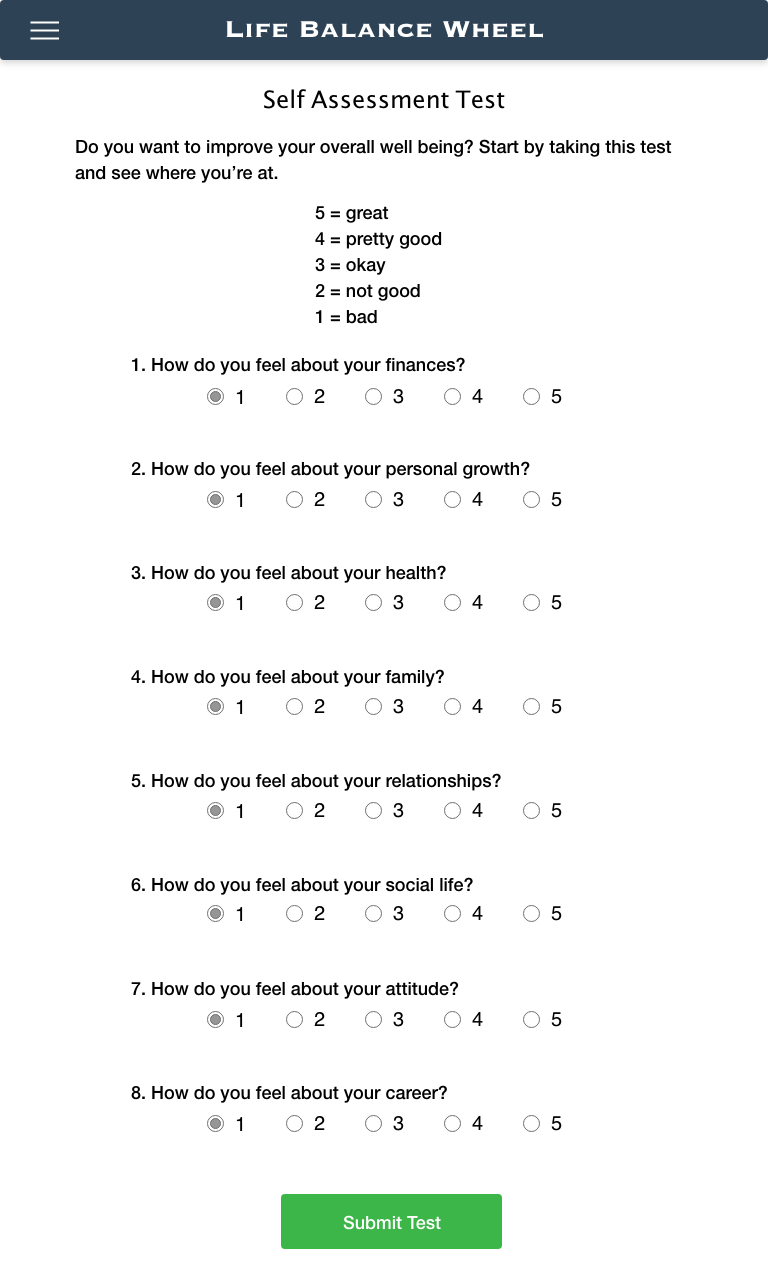 LIFE BALANCE WHEEL
Self Assessment Test
Do you want to improve your overall well being? Start by taking this test
and see where you’re at.
5 = great
4 = pretty good
3 = okay
2 = not good
1 = bad
1. How do you feel about your finances?
1 2 3 4 5
2. How do you feel about your personal growth?
1 2 3 4 5
3. How do you feel about your health?
1 2 3 4 5
4. How do you feel about your family?
1 2 3 4 5
5. How do you feel about your relationships?
1 2 3 4 5
6. How do you feel about your social life?
1 2 3 4 5
7. How do you feel about your attitude?
1 2 3 4 5
8. How do you feel about your career?
1 2 3 4 5
Submit Test